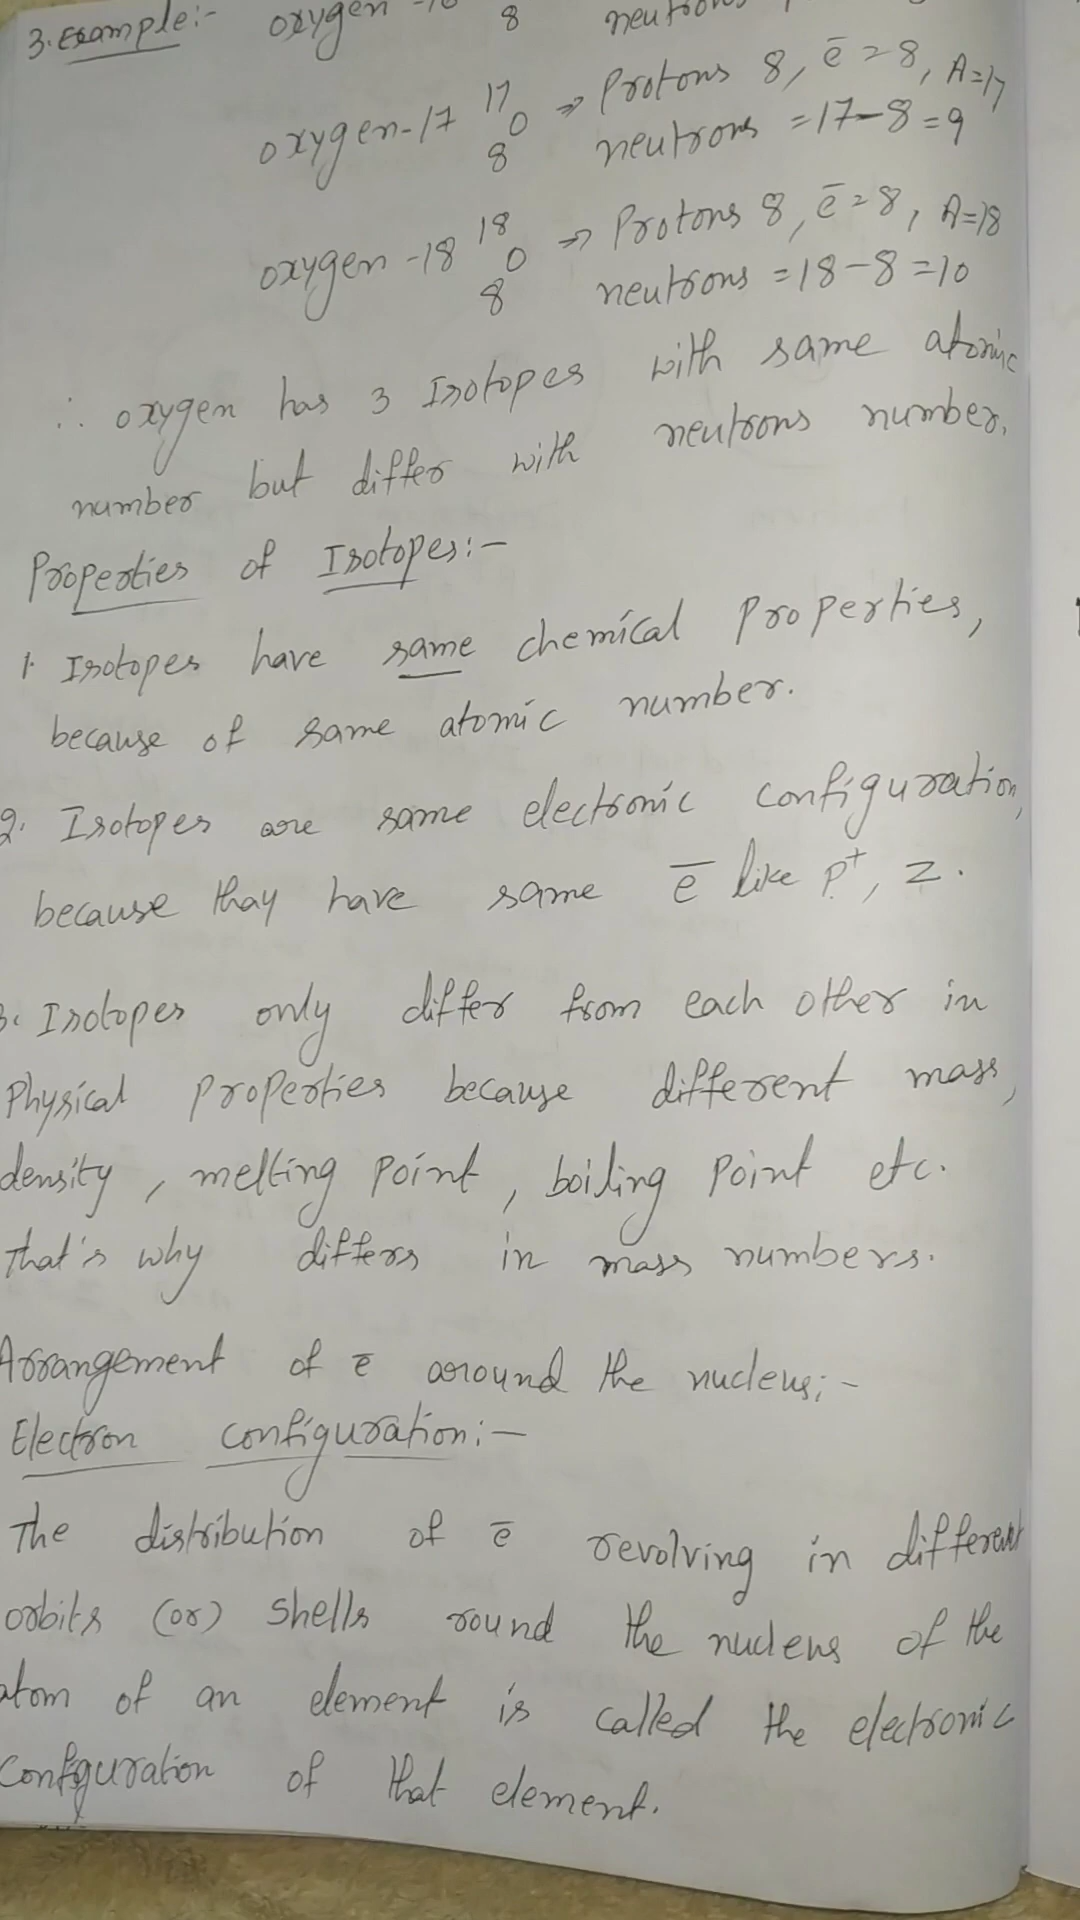 3. Example:- oxygen 8 neutrons
oxygen-17 ¹⁷₈O ⇒ Protons 8, e̅ = 8, A=17
neutrons = 17-8 = 9
oxygen-18 ¹⁸₈O ⇒ Protons 8, e̅ = 8, A=18
neutrons = 18-8 = 10
∴ oxygen has 3 Isotopes with same atomic
number but differ with neutrons number.
Properties of Isotopes:-
1. Isotopes have same chemical properties,
because of same atomic number.
2. Isotopes are same electronic configuration,
because thay have same e̅ like p⁺, z.
3. Isotopes only differ from each other in
Physical properties because different mass,
density, melting point, boiling point etc.
That's why differs in mass numbers.
Arrangement of e̅ around the nucleus:-
Electron configuration:-
The distribution of e̅ revolving in different
orbits (or) shells round the nucleus of the
atom of an element is called the electronic
configuration of that element.